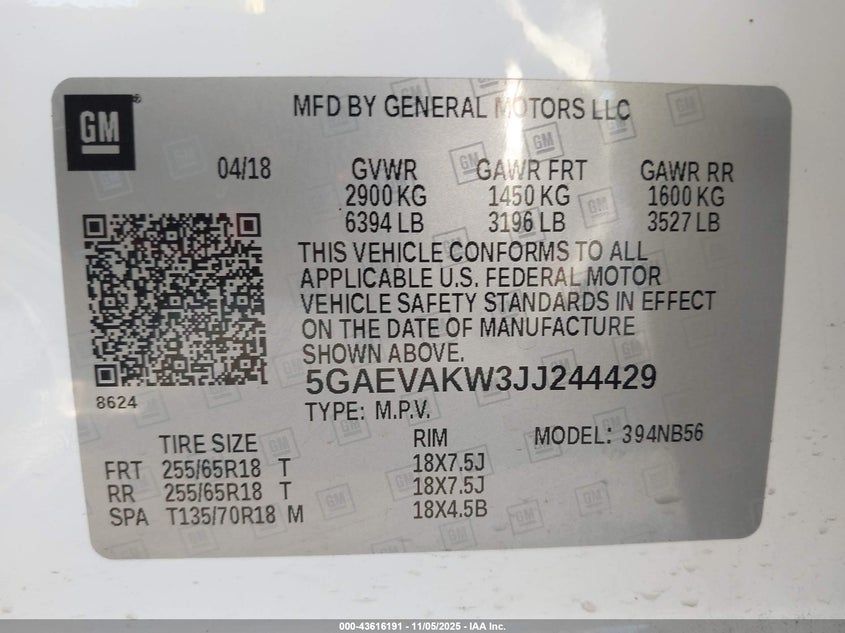 GM
MFD BY GENERAL MOTORS LLC
04/18 GVWR GAWR FRT GAWR RR
2900 KG 1450 KG 1600 KG
6394 LB 3196 LB 3527 LB
THIS VEHICLE CONFORMS TO ALL
APPLICABLE U.S. FEDERAL MOTOR
VEHICLE SAFETY STANDARDS IN EFFECT
ON THE DATE OF MANUFACTURE
SHOWN ABOVE.
8624
5GAEVAKW3JJ244429
TYPE: M.P.V.
TIRE SIZE RIM MODEL: 394NB56
FRT 255/65R18 T 18X7.5J
RR 255/65R18 T 18X7.5J
SPA T135/70R18 M 18X4.5B
000-43616191 - 11/05/2025 - IAA Inc.